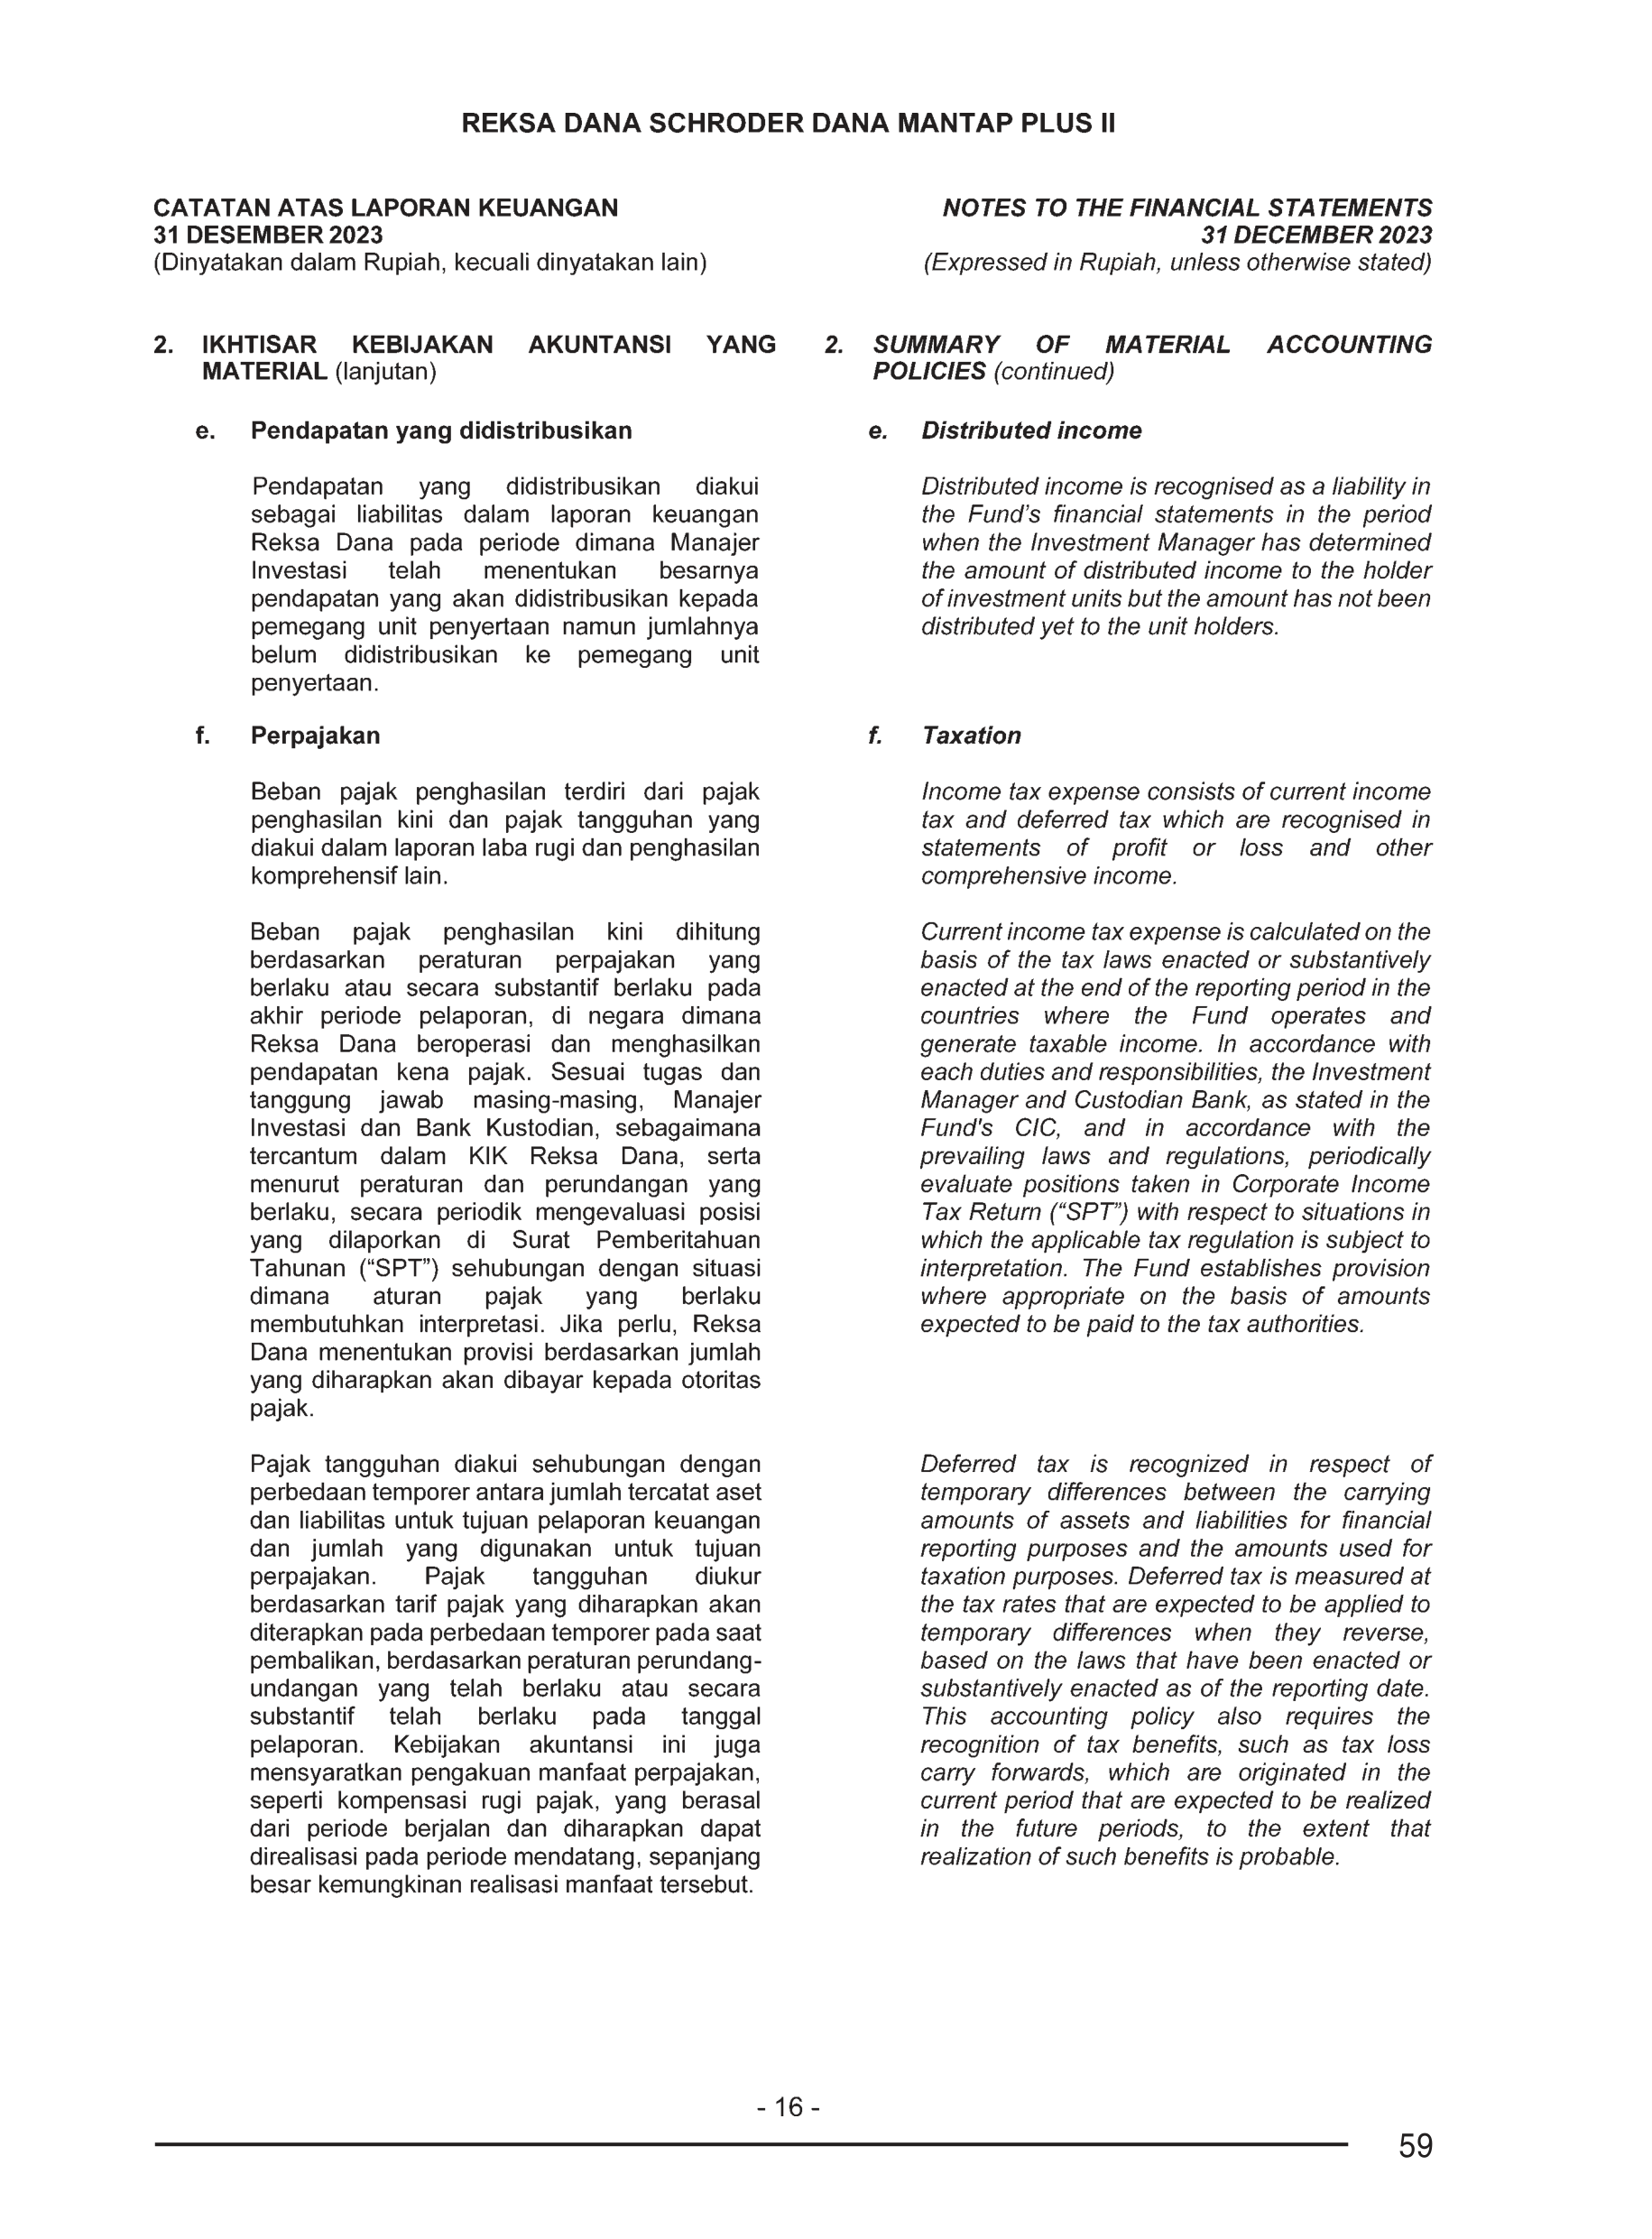 REKSA DANA SCHRODER DANA MANTAP PLUS II
CATATAN ATAS LAPORAN KEUANGAN
31 DESEMBER 2023
(Dinyatakan dalam Rupiah, kecuali dinyatakan lain)
NOTES TO THE FINANCIAL STATEMENTS
31 DECEMBER 2023
(Expressed in Rupiah, unless otherwise stated)
2. IKHTISAR KEBIJAKAN AKUNTANSI YANG
MATERIAL (lanjutan)
e. Pendapatan yang didistribusikan
Pendapatan yang didistribusikan diakui
sebagai liabilitas dalam laporan keuangan
Reksa Dana pada periode dimana Manajer
Investasi telah menentukan besarnya
pendapatan yang akan didistribusikan kepada
pemegang unit penyertaan namun jumlahnya
belum didistribusikan ke pemegang unit
penyertaan.
f. Perpajakan
Beban pajak penghasilan terdiri dari pajak
penghasilan kini dan pajak tangguhan yang
diakui dalam laporan laba rugi dan penghasilan
komprehensif lain.
Beban pajak penghasilan kini dihitung
berdasarkan peraturan perpajakan yang
berlaku atau secara substantif berlaku pada
akhir periode pelaporan, di negara dimana
Reksa Dana beroperasi dan menghasilkan
pendapatan kena pajak. Sesuai tugas dan
tanggung jawab masing-masing, Manajer
Investasi dan Bank Kustodian, sebagaimana
tercantum dalam KIK Reksa Dana, serta
menurut peraturan dan perundangan yang
berlaku, secara periodik mengevaluasi posisi
yang dilaporkan di Surat Pemberitahuan
Tahunan (“SPT”) sehubungan dengan situasi
dimana aturan pajak yang berlaku
membutuhkan interpretasi. Jika perlu, Reksa
Dana menentukan provisi berdasarkan jumlah
yang diharapkan akan dibayar kepada otoritas
pajak.
Pajak tangguhan diakui sehubungan dengan
perbedaan temporer antara jumlah tercatat aset
dan liabilitas untuk tujuan pelaporan keuangan
dan jumlah yang digunakan untuk tujuan
perpajakan. Pajak tangguhan diukur
berdasarkan tarif pajak yang diharapkan akan
diterapkan pada perbedaan temporer pada saat
pembalikan, berdasarkan peraturan perundang-
undangan yang telah berlaku atau secara
substantif telah berlaku pada tanggal
pelaporan. Kebijakan akuntansi ini juga
mensyaratkan pengakuan manfaat perpajakan,
seperti kompensasi rugi pajak, yang berasal
dari periode berjalan dan diharapkan dapat
direalisasi pada periode mendatang, sepanjang
besar kemungkinan realisasi manfaat tersebut.
2. SUMMARY OF MATERIAL ACCOUNTING
POLICIES (continued)
e. Distributed income
Distributed income is recognised as a liability in
the Fund’s financial statements in the period
when the Investment Manager has determined
the amount of distributed income to the holder
of investment units but the amount has not been
distributed yet to the unit holders.
f. Taxation
Income tax expense consists of current income
tax and deferred tax which are recognised in
statements of profit or loss and other
comprehensive income.
Current income tax expense is calculated on the
basis of the tax laws enacted or substantively
enacted at the end of the reporting period in the
countries where the Fund operates and
generate taxable income. In accordance with
each duties and responsibilities, the Investment
Manager and Custodian Bank, as stated in the
Fund's CIC, and in accordance with the
prevailing laws and regulations, periodically
evaluate positions taken in Corporate Income
Tax Return (“SPT”) with respect to situations in
which the applicable tax regulation is subject to
interpretation. The Fund establishes provision
where appropriate on the basis of amounts
expected to be paid to the tax authorities.
Deferred tax is recognized in respect of
temporary differences between the carrying
amounts of assets and liabilities for financial
reporting purposes and the amounts used for
taxation purposes. Deferred tax is measured at
the tax rates that are expected to be applied to
temporary differences when they reverse,
based on the laws that have been enacted or
substantively enacted as of the reporting date.
This accounting policy also requires the
recognition of tax benefits, such as tax loss
carry forwards, which are originated in the
current period that are expected to be realized
in the future periods, to the extent that
realization of such benefits is probable.
- 16 -
59